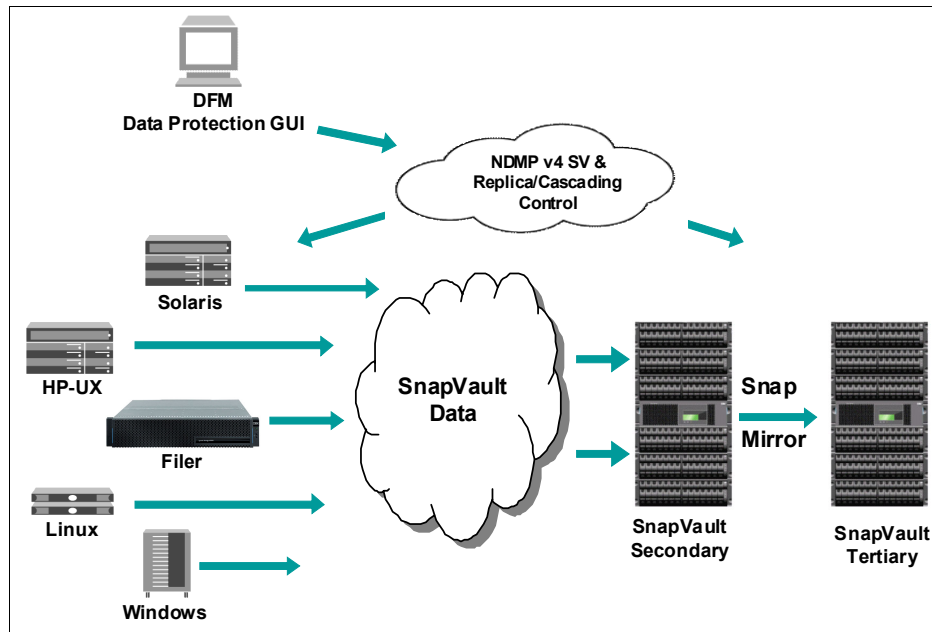 DFM
Data Protection GUI
NDMP v4 SV &
Replica/Cascading
Control
Solaris
HP-UX
SnapVault
Data
Filer
Linux
Windows
Snap
Mirror
SnapVault
Secondary
SnapVault
Tertiary